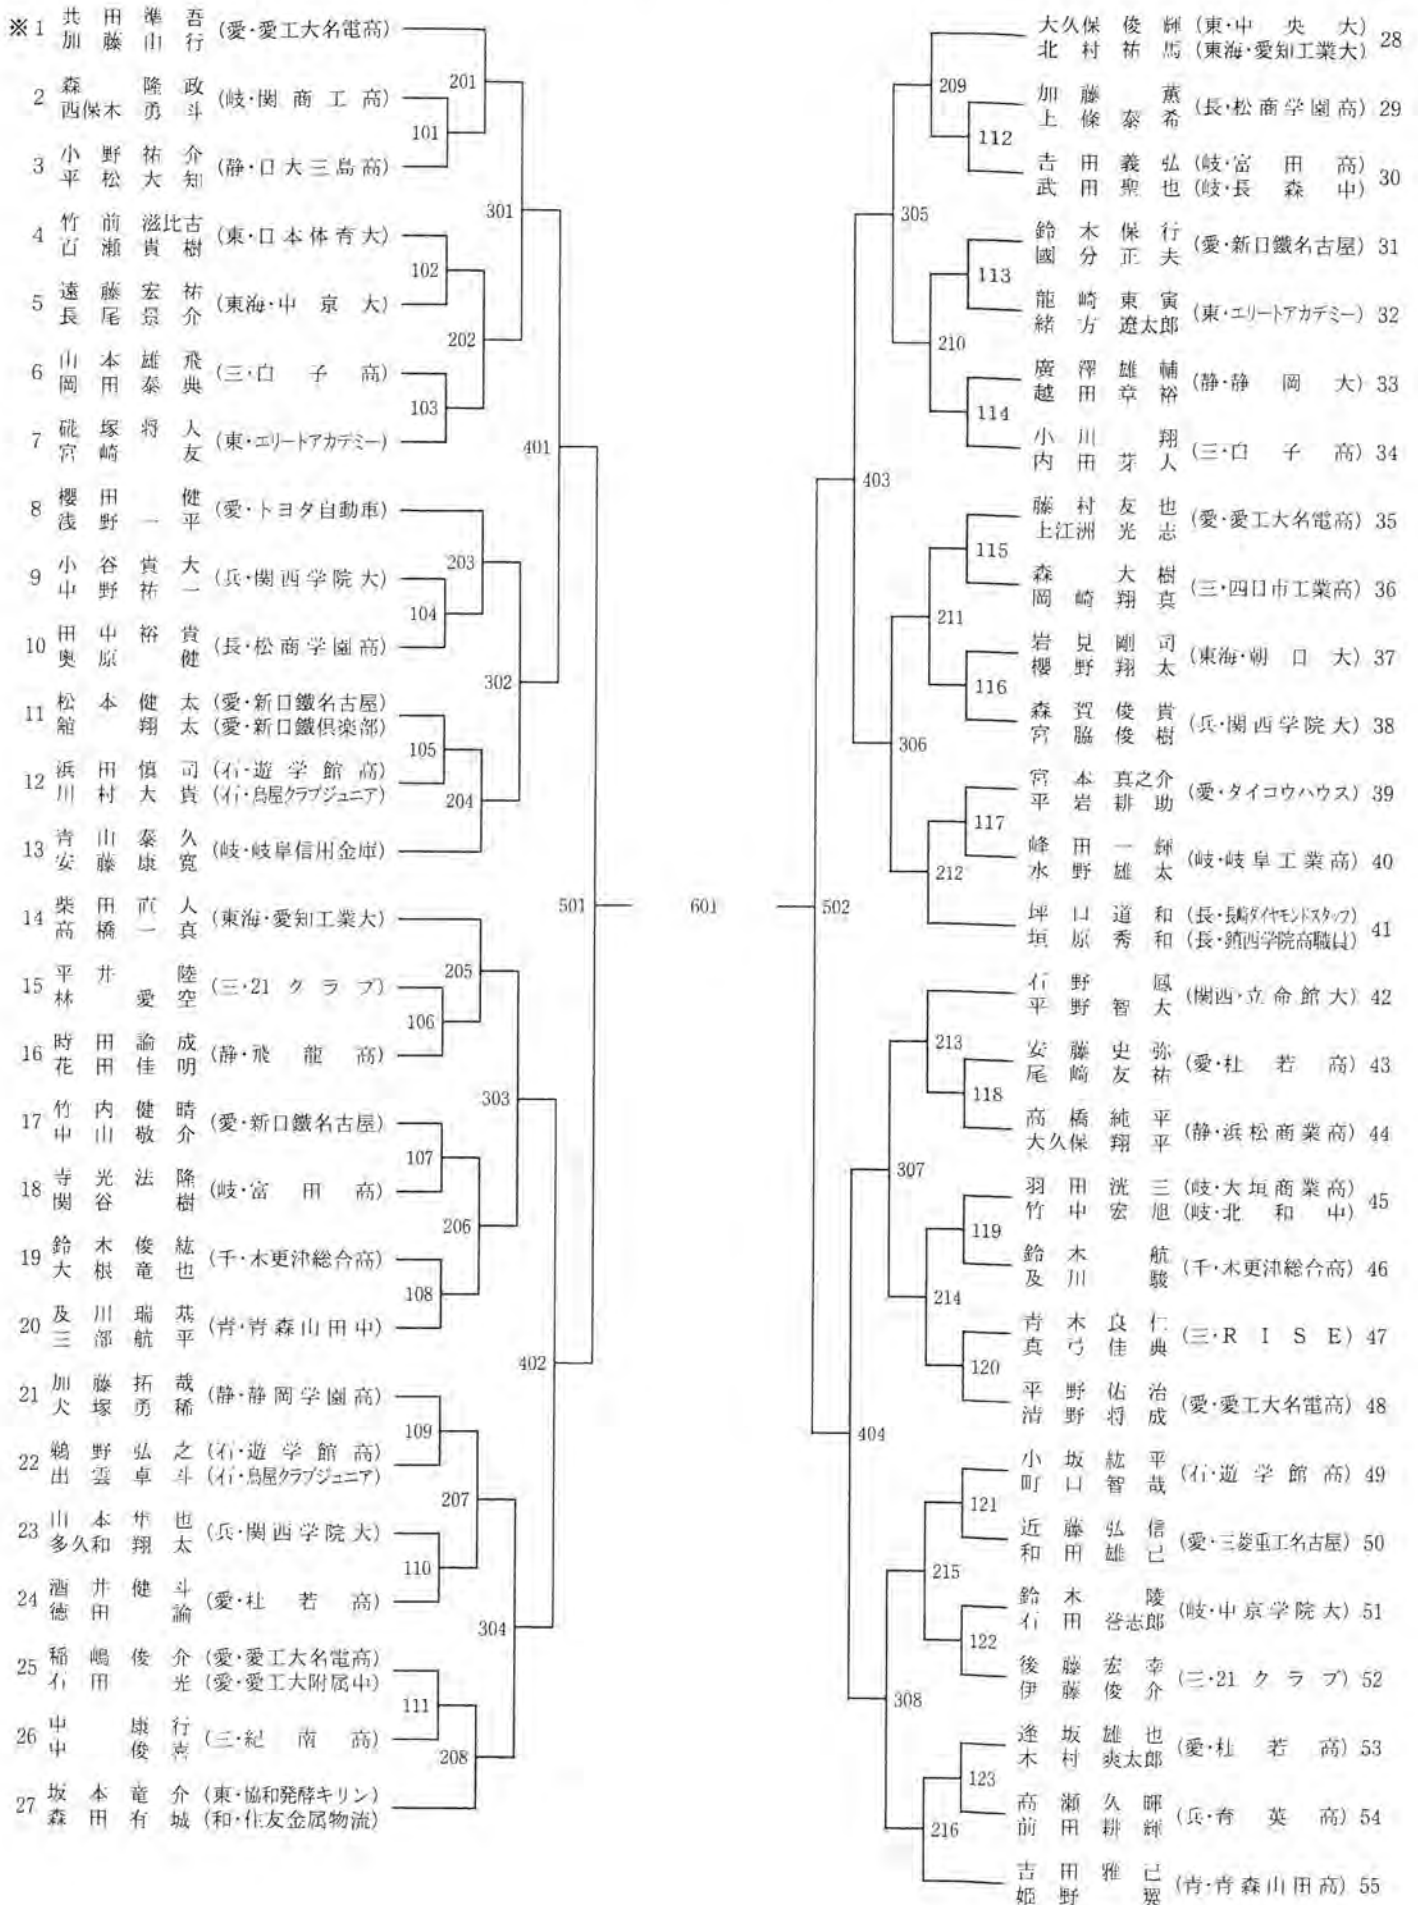 ※1 共田準吾 (愛・愛工大名電高)
加藤由行
2 森隆政 (岐・関商工高)
西保木勇斗
3 小野祐介 (静・日大三島高)
平松大知
4 竹前滋比古 (東・日本体育大)
百瀬貴樹
5 遠藤宏祐 (東海・中京大)
長尾景介
6 山本雄飛 (三・白子高)
岡田泰典
7 硴塚将人 (東・エリートアカデミー)
宮崎友
8 櫻田健 (愛・トヨタ自動車)
浅野一平
9 小谷貴大 (兵・関西学院大)
中野祐一
10 田中裕貴 (長・松商学園高)
奥原健
11 松本健太 (愛・新日鐵名古屋)
舘翔太 (愛・新日鐵倶楽部)
12 浜田慎司 (石・遊学館高)
川村大貴 (石・鳥屋クラブジュニア)
13 青山泰久 (岐・岐阜信用金庫)
安藤康寛
14 柴田直人 (東海・愛知工業大)
高橋一真
15 平井陸 (三・21クラブ)
林愛空
16 時田諭成 (静・飛龍高)
花田佳明
17 竹内健晴 (愛・新日鐵名古屋)
中山敬介
18 寺光法隆 (岐・富田高)
関谷樹
19 鈴木俊紘 (千・木更津総合高)
大根竜也
20 及川瑞基 (青・青森山田中)
三部航平
21 加藤拓哉 (静・静岡学園高)
犬塚勇稀
22 鵜野弘之 (石・遊学館高)
出雲卓斗 (石・鳥屋クラブジュニア)
23 山本隼也 (兵・関西学院大)
多久和翔太
24 酒井健斗 (愛・杜若高)
徳田諭
25 稲嶋俊介 (愛・愛工大名電高)
石田光 (愛・愛工大附属中)
26 中康行 (三・紀南高)
中俊喜
27 坂本竜介 (東・協和発酵キリン)
森田有城 (和・住友金属物流)
101
102
103
104
105
106
107
108
109
110
111
201
202
203
204
205
206
207
208
301
302
303
304
401
402
501
601
502
403
404
305
306
307
308
209
210
211
212
213
214
215
216
112
113
114
115
116
117
118
119
120
121
122
123
大久保俊輝 (東・中央大) 28
北村祐馬 (東海・愛知工業大)
加藤薫 (長・松商学園高) 29
上條泰希
吉田義弘 (岐・富田高) 30
武田聖也 (岐・長森中)
鈴木保行 (愛・新日鐵名古屋) 31
國分正夫
龍崎東寅 (東・エリートアカデミー) 32
緒方遼太郎
廣澤雄輔 (静・静岡大) 33
越田章裕
小川翔 (三・白子高) 34
内田芽人
藤村友也 (愛・愛工大名電高) 35
上江洲光志
森大樹 (三・四日市工業高) 36
岡崎翔真
岩見剛司 (東海・朝日大) 37
櫻野翔太
森賀俊貴 (兵・関西学院大) 38
宮脇俊樹
宮本真之介 (愛・タイコウハウス) 39
平岩耕助
峰田一輝 (岐・岐阜工業高) 40
水野雄太
坪口道和 (長・長崎ダイヤモンドスタッフ) 41
垣原秀和 (長・鎮西学院高職員)
石野鳳 (関西・立命館大) 42
平野智大
安藤史弥 (愛・杜若高) 43
尾﨑友祐
高橋純平 (静・浜松商業高) 44
大久保翔平
羽田洸三 (岐・大垣商業高) 45
竹中宏旭 (岐・北和中)
鈴木航 (千・木更津総合高) 46
及川駿
青木良仁 (三・RISE) 47
真弓佳典
平野佑治 (愛・愛工大名電高) 48
清野将成
小坂紘平 (石・遊学館高) 49
町口智哉
近藤弘信 (愛・三菱重工名古屋) 50
和田雄己
鈴木陵 (岐・中京学院大) 51
石田誉志郎
後藤宏幸 (三・21クラブ) 52
伊藤俊介
逢坂雄也 (愛・杜若高) 53
木村爽太郎
高瀬久暉 (兵・育英高) 54
前田耕輝
吉田雅己 (青・青森山田高) 55
姫野翼